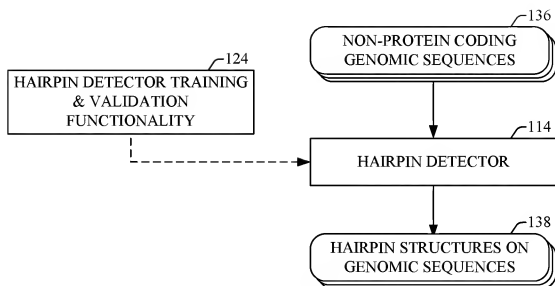 136
NON-PROTEIN CODING
GENOMIC SEQUENCES
124
HAIRPIN DETECTOR TRAINING
& VALIDATION
FUNCTIONALITY
114
HAIRPIN DETECTOR
138
HAIRPIN STRUCTURES ON
GENOMIC SEQUENCES